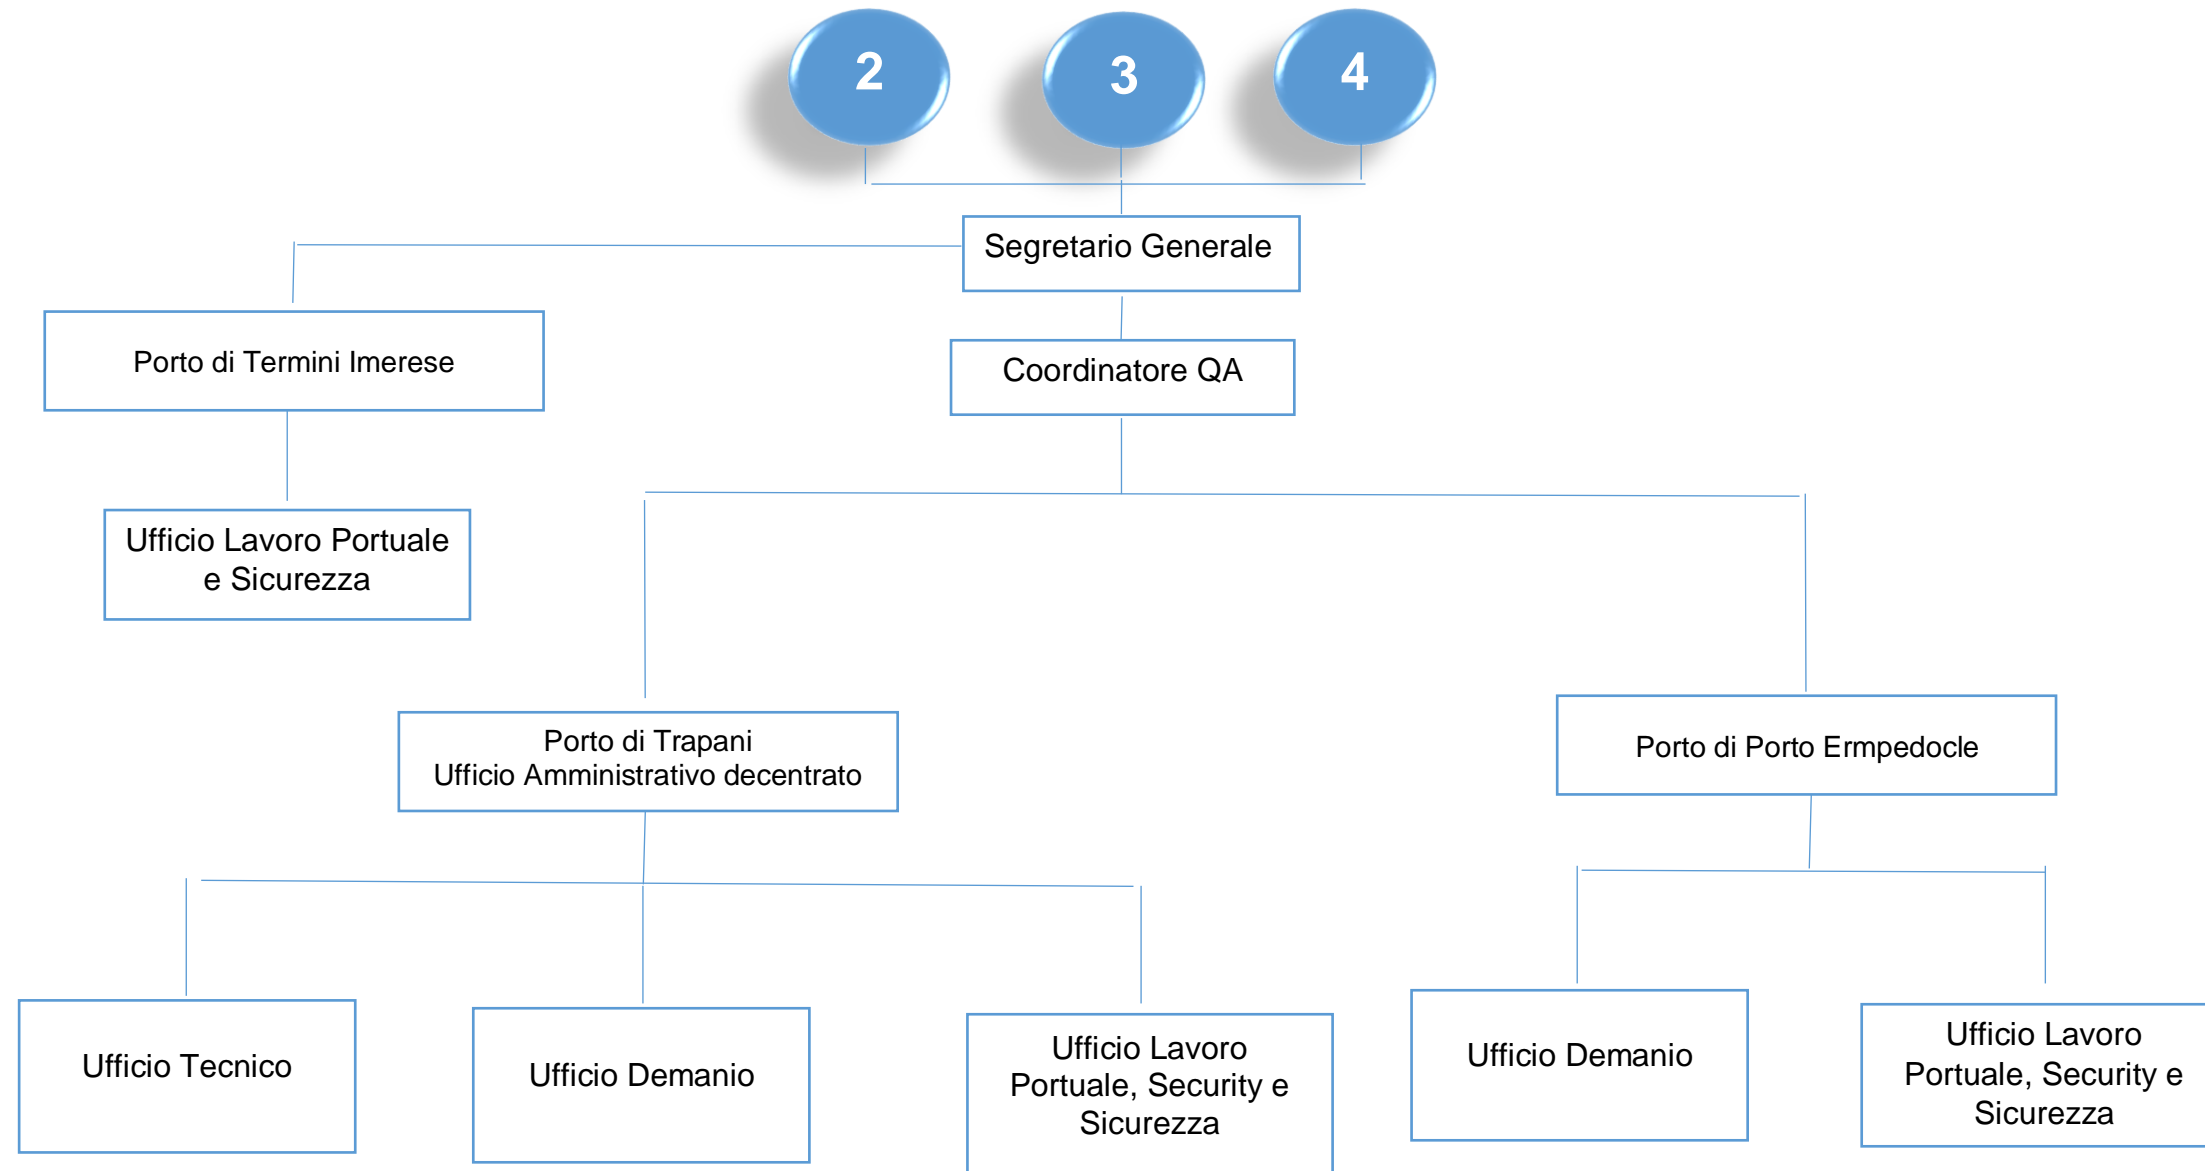 2
3
4
Segretario Generale
Porto di Termini Imerese
Coordinatore QA
Ufficio Lavoro Portuale
e Sicurezza
Porto di Trapani
Ufficio Amministrativo decentrato
Porto di Porto Ermpedocle
Ufficio Tecnico
Ufficio Demanio
Ufficio Lavoro
Portuale, Security e
Sicurezza
Ufficio Demanio
Ufficio Lavoro
Portuale, Security e
Sicurezza